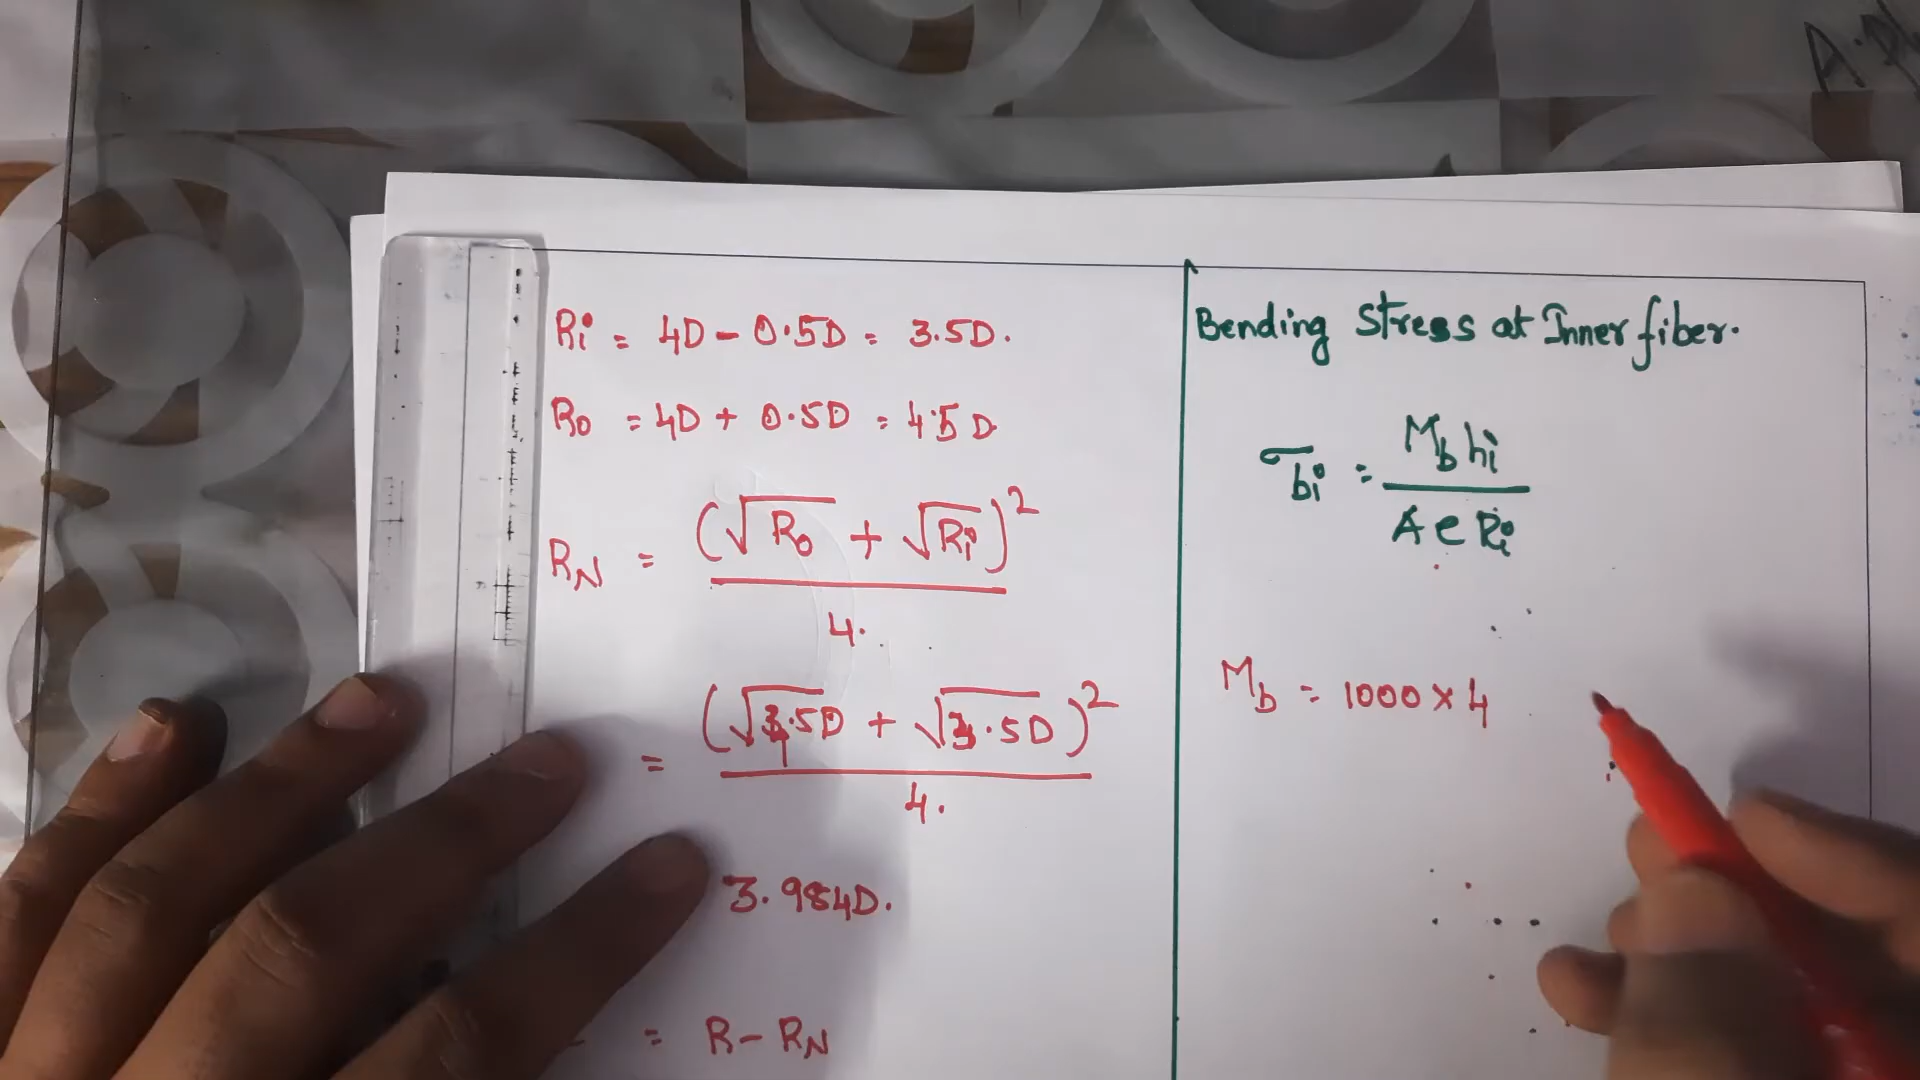 Ri = 4D - 0.5D = 3.5D.
Ro = 4D + 0.5D = 4.5D
RN = (√Ro + √Ri)² / 4.
= (√4.5D + √3.5D)² / 4.
3.984D.
= R - RN
Bending Stress at Inner fiber.
σbi = Mb hi / A e Ri
Mb = 1000 × 4